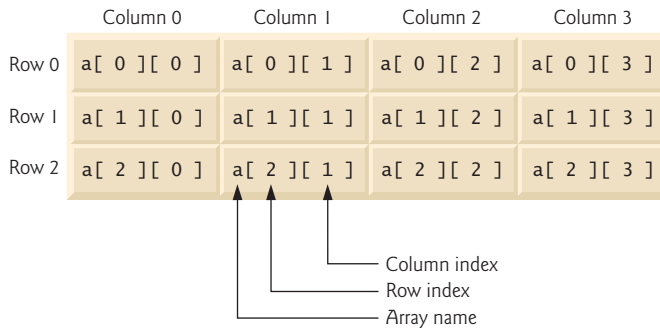 Column 0 Column 1 Column 2 Column 3
Row 0 a[ 0 ][ 0 ] a[ 0 ][ 1 ] a[ 0 ][ 2 ] a[ 0 ][ 3 ]
Row 1 a[ 1 ][ 0 ] a[ 1 ][ 1 ] a[ 1 ][ 2 ] a[ 1 ][ 3 ]
Row 2 a[ 2 ][ 0 ] a[ 2 ][ 1 ] a[ 2 ][ 2 ] a[ 2 ][ 3 ]
Column index
Row index
Array name